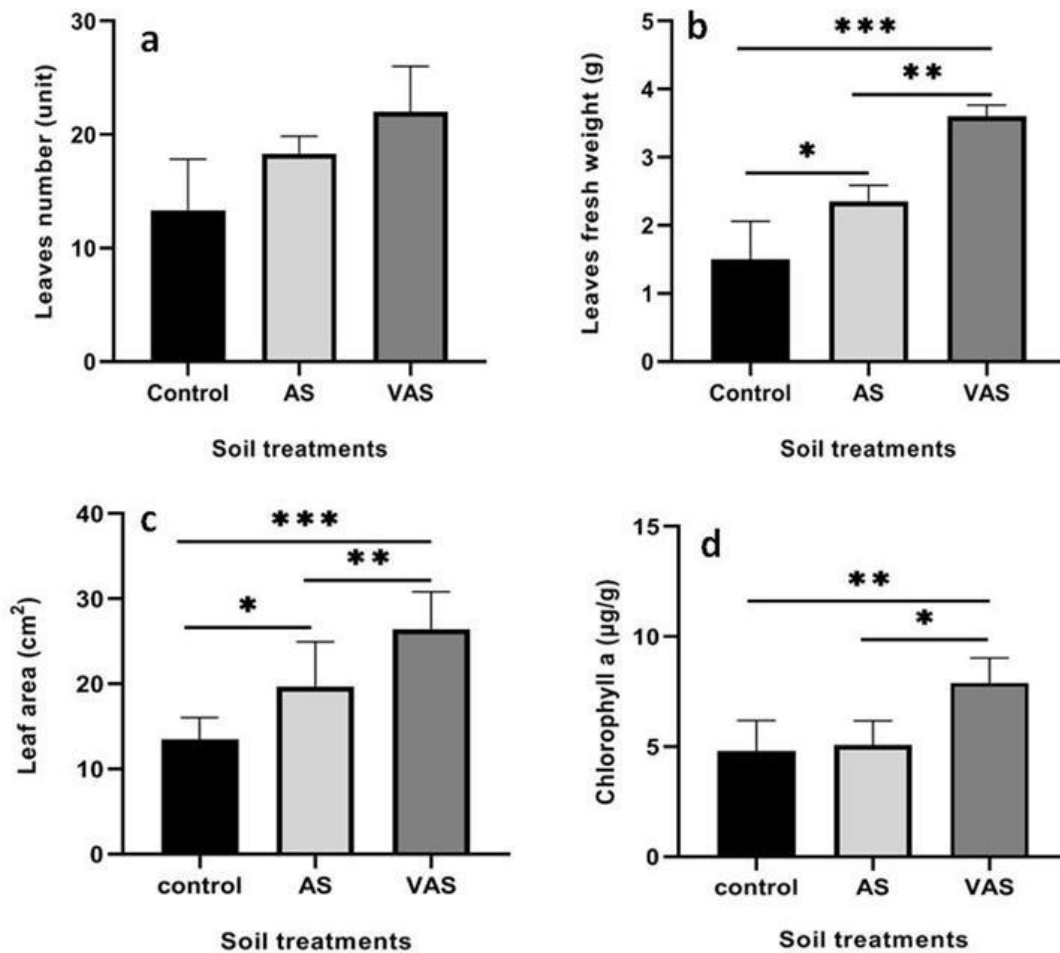 a
Leaves number (unit)
30
20
10
0
Control AS VAS
Soil treatments
b
Leaves fresh weight (g)
5
4
3
2
1
0
***
**
*
Control AS VAS
Soil treatments
c
Leaf area (cm²)
40
30
20
10
0
***
**
*
control AS VAS
Soil treatments
d
Chlorophyll a (µg/g)
15
10
5
0
**
*
control AS VAS
Soil treatments